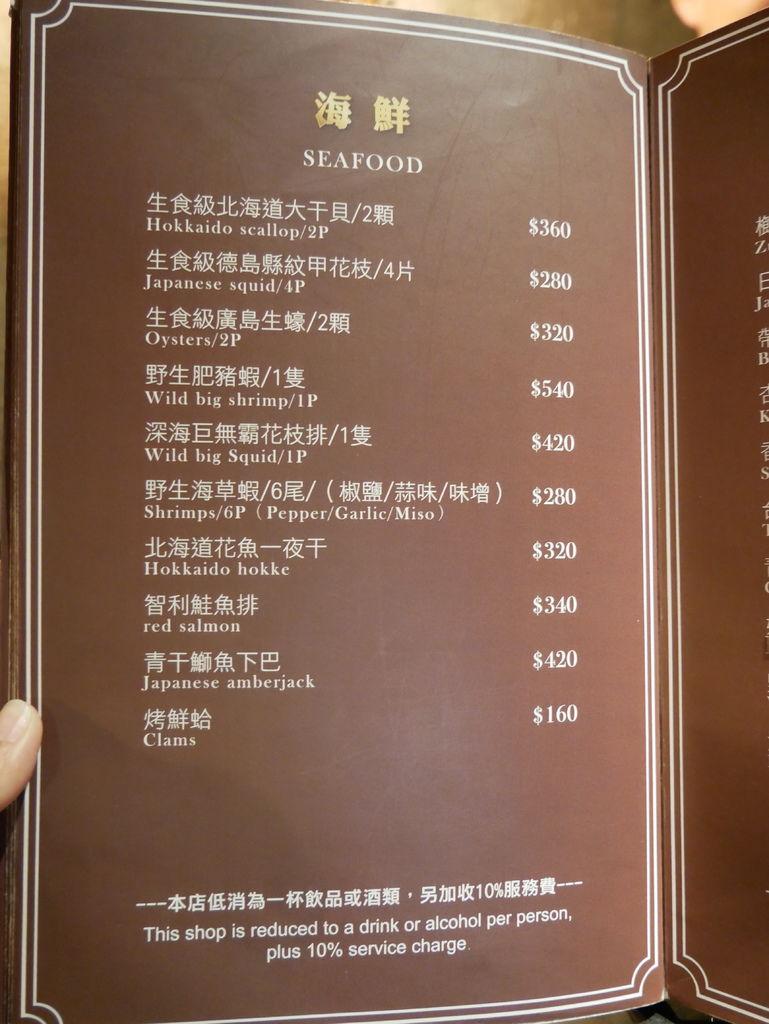 海鮮
SEAFOOD
生食級北海道大干貝/2顆
Hokkaido scallop/2P
$360
生食級德島縣紋甲花枝/4片
Japanese squid/4P
$280
生食級廣島生蠔/2顆
Oysters/2P
$320
野生肥豬蝦/1隻
Wild big shrimp/1P
$540
深海巨無霸花枝排/1隻
Wild big Squid/1P
$420
野生海草蝦/6尾/（椒鹽/蒜味/味增）
Shrimps/6P（Pepper/Garlic/Miso）
$280
北海道花魚一夜干
Hokkaido hokke
$320
智利鮭魚排
red salmon
$340
青干鰤魚下巴
Japanese amberjack
$420
烤鮮蛤
Clams
$160
---本店低消為一杯飲品或酒類，另加收10%服務費---
This shop is reduced to a drink or alcohol per person,
plus 10% service charge.